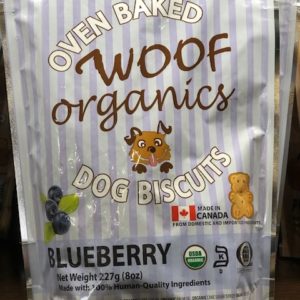 OVEN BAKED
WOOF
organics
DOG BISCUITS
MADE IN
CANADA
FROM DOMESTIC AND IMPORTED INGREDIENTS
BLUEBERRY
USDA
ORGANIC
K
Net Weight 227g (8oz)
Made with 100% Human-Quality Ingredients